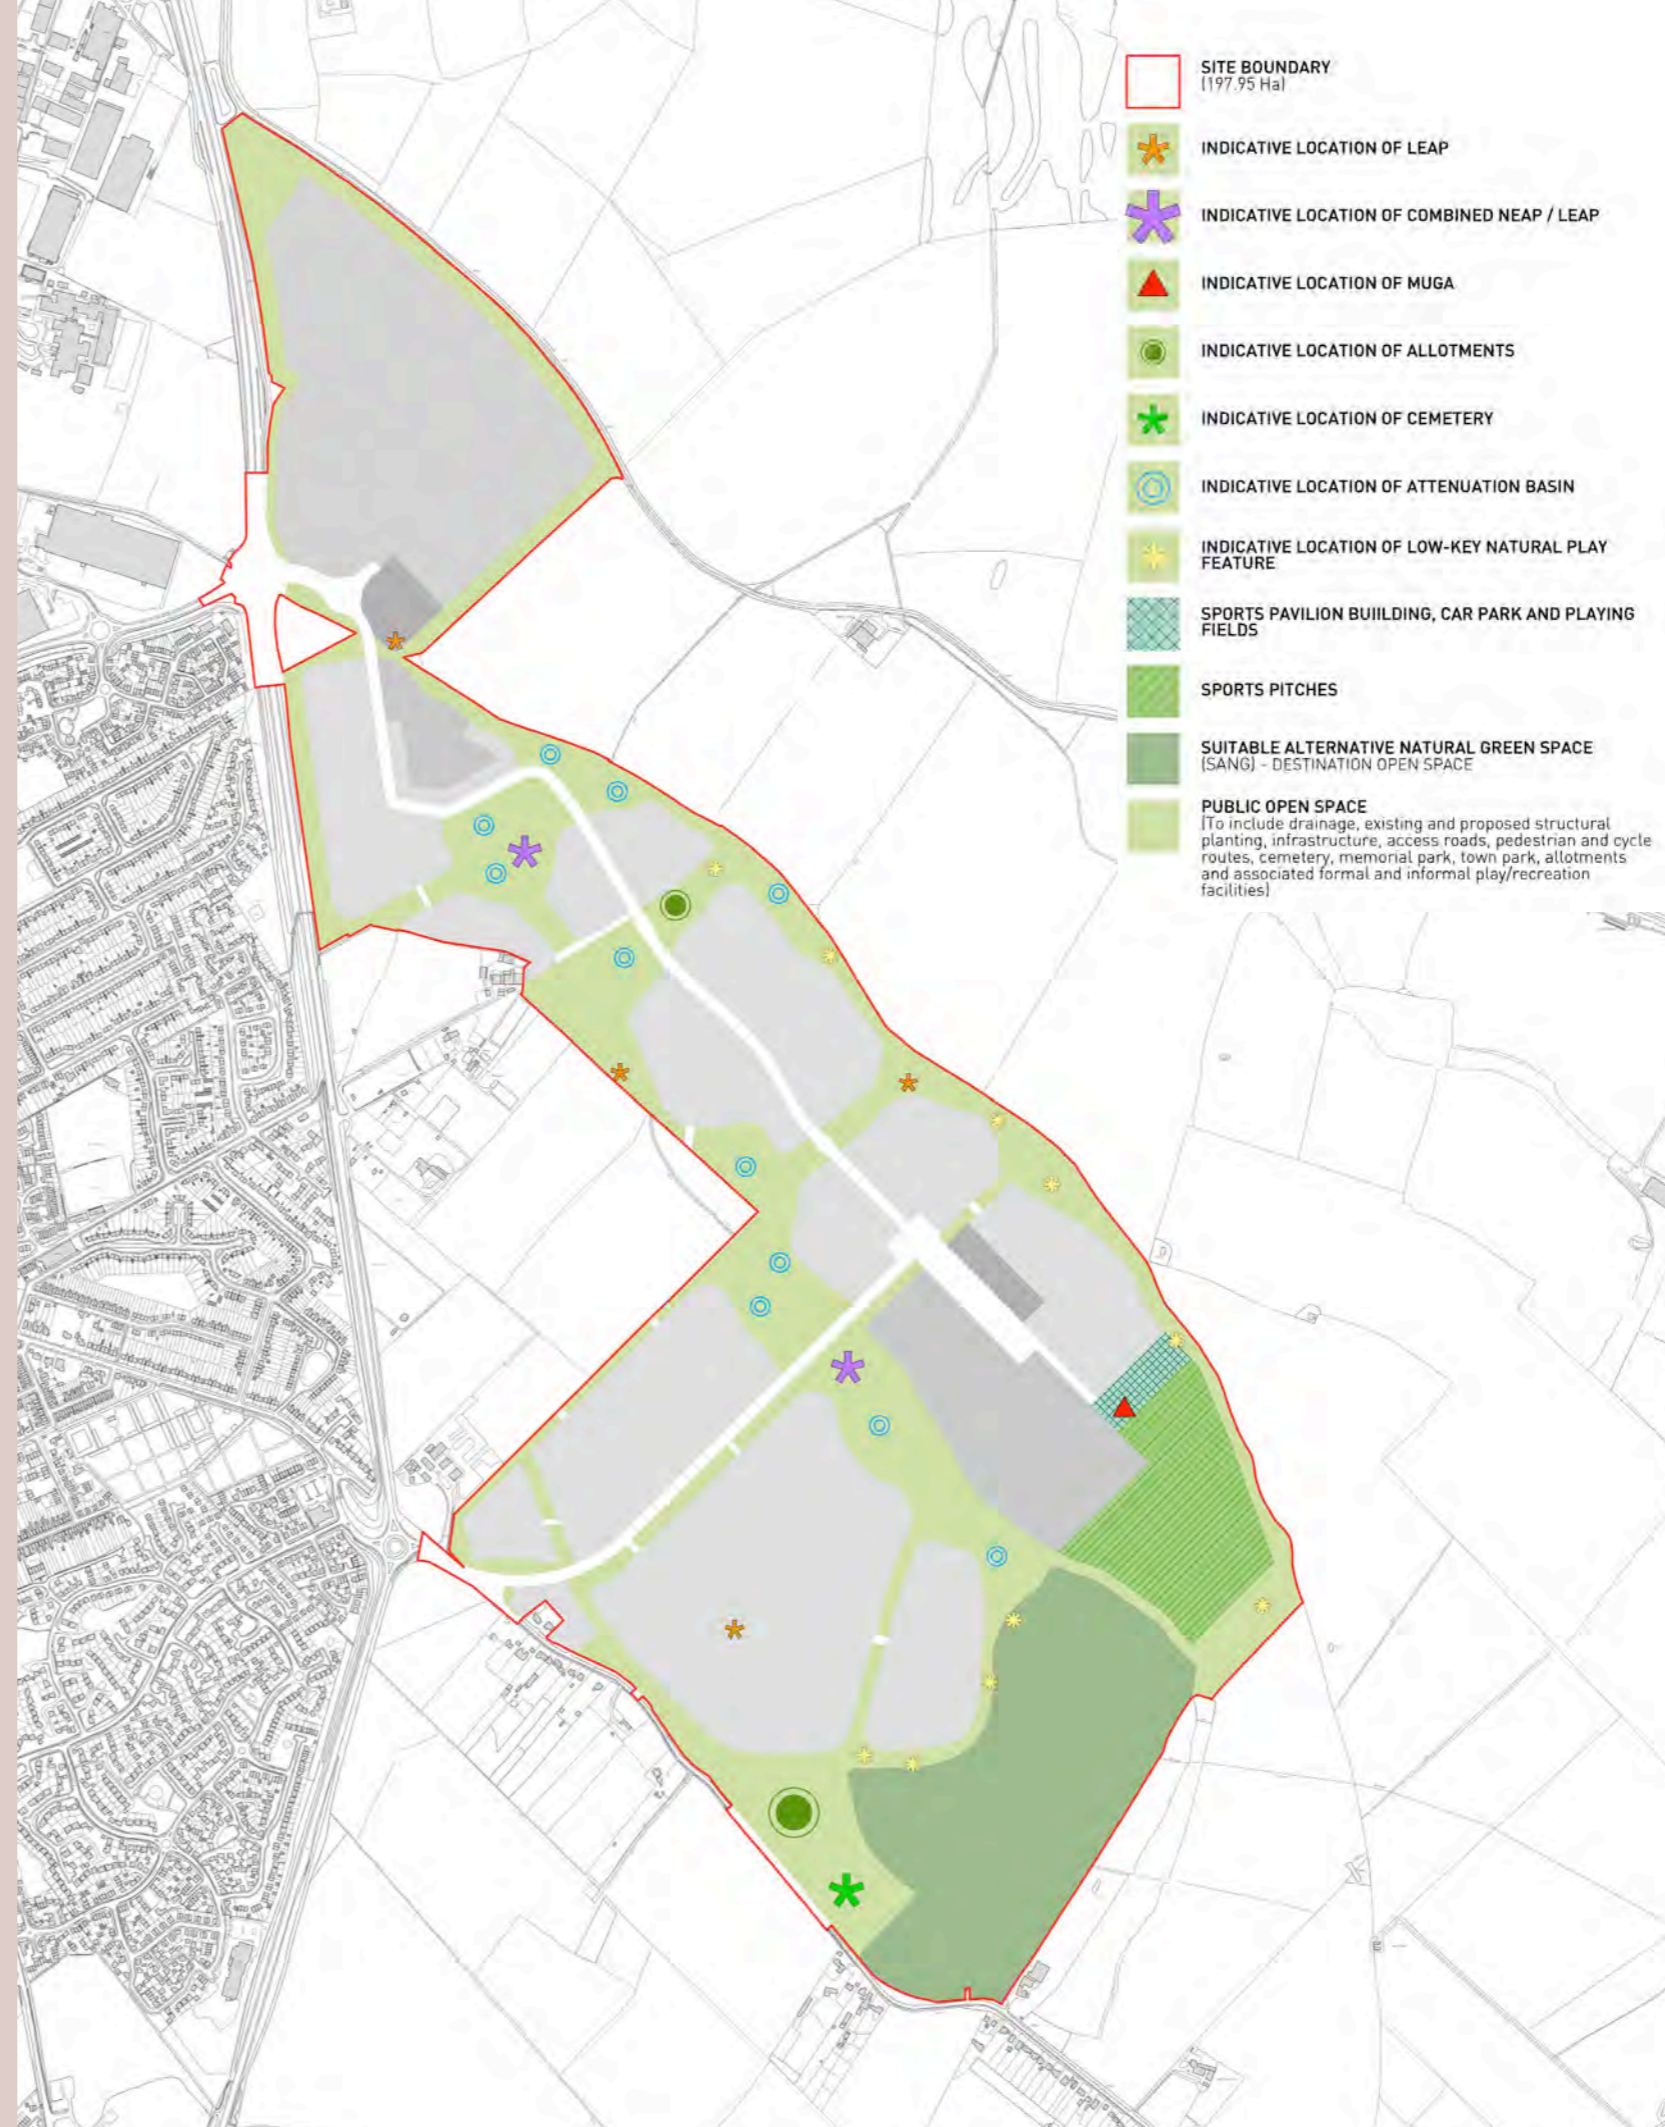 SITE BOUNDARY
(197.95 Ha)
INDICATIVE LOCATION OF LEAP
INDICATIVE LOCATION OF COMBINED NEAP / LEAP
INDICATIVE LOCATION OF MUGA
INDICATIVE LOCATION OF ALLOTMENTS
INDICATIVE LOCATION OF CEMETERY
INDICATIVE LOCATION OF ATTENUATION BASIN
INDICATIVE LOCATION OF LOW-KEY NATURAL PLAY
FEATURE
SPORTS PAVILION BUIILDING, CAR PARK AND PLAYING
FIELDS
SPORTS PITCHES
SUITABLE ALTERNATIVE NATURAL GREEN SPACE
(SANG) - DESTINATION OPEN SPACE
PUBLIC OPEN SPACE
(To include drainage, existing and proposed structural
planting, infrastructure, access roads, pedestrian and cycle
routes, cemetery, memorial park, town park, allotments
and associated formal and informal play/recreation
facilities)